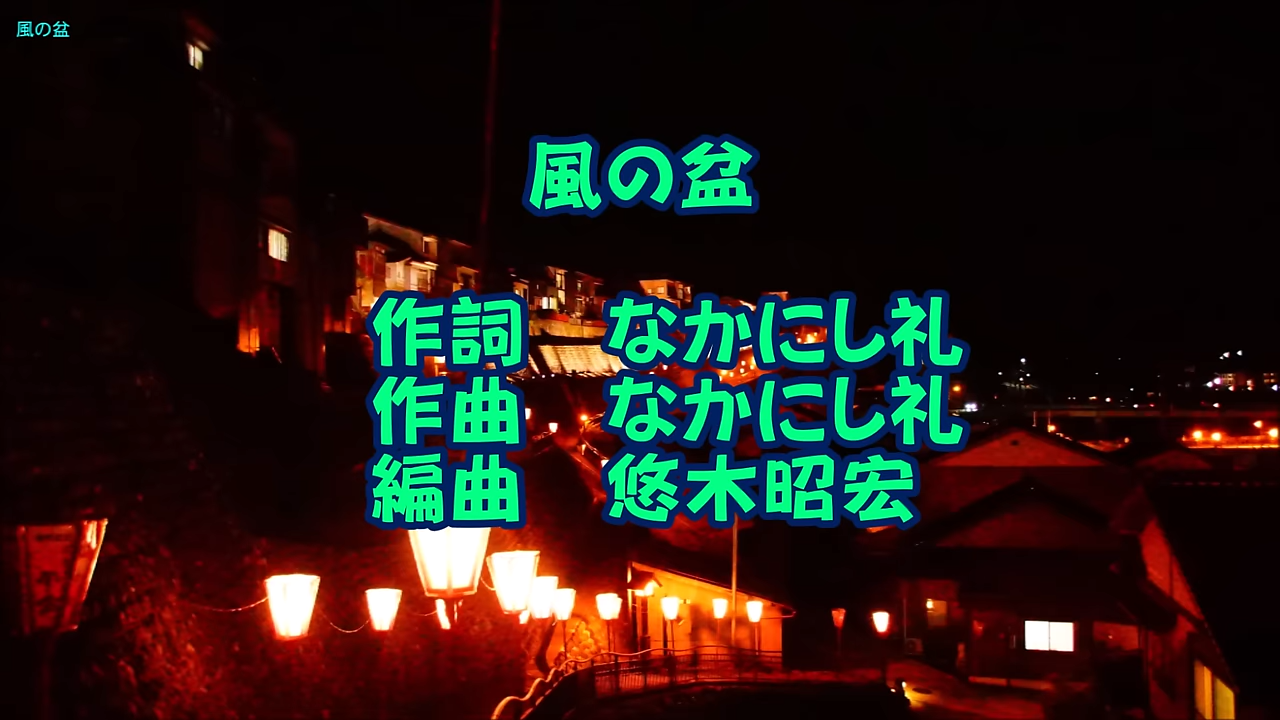 風の盆
風の盆
作詞　なかにし礼
作曲　なかにし礼
編曲　悠木昭宏